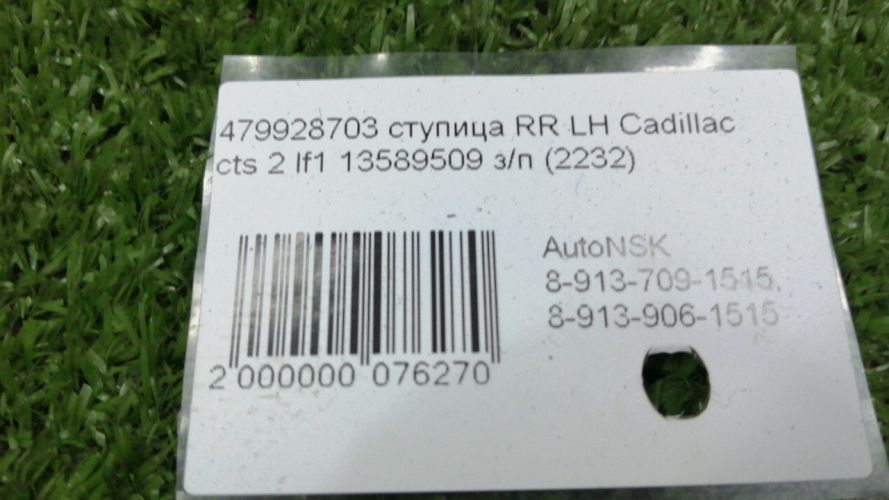 479928703 ступица RR LH Cadillac
cts 2 lf1 13589509 з/п (2232)
AutoNSK
8-913-709-1515,
8-913-906-1515
2 000000 076270